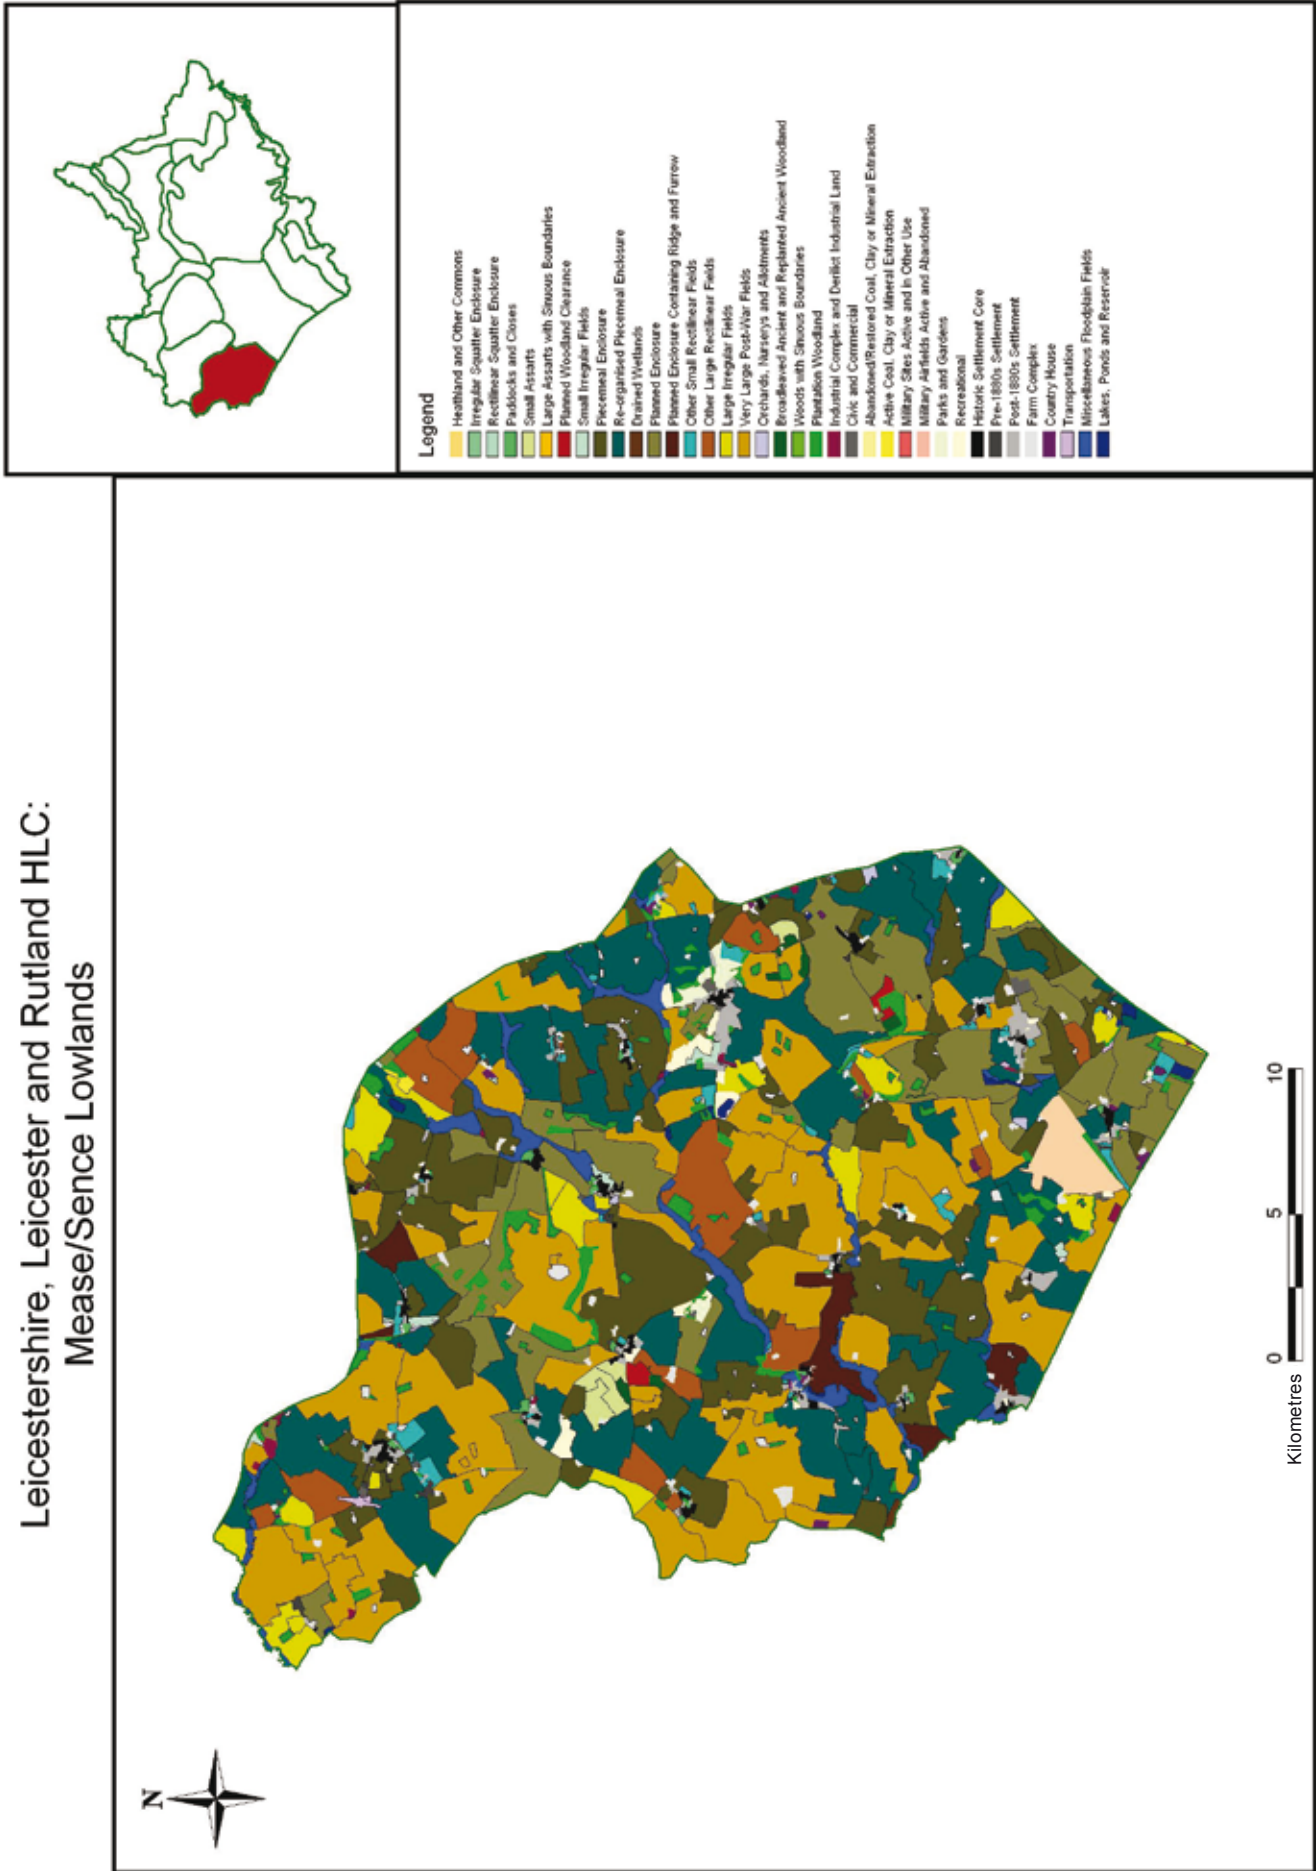 Leicestershire, Leicester and Rutland HLC:
Mease/Sence Lowlands
N
Legend
Heathland and Other Commons
Irregular Squatter Enclosure
Rectilinear Squatter Enclosure
Paddocks and Closes
Small Assarts
Large Assarts with Sinuous Boundaries
Planned Woodland Clearance
Small Irregular Fields
Piecemeal Enclosure
Re-organised Piecemeal Enclosure
Drained Wetlands
Planned Enclosure
Planned Enclosure Containing Ridge and Furrow
Other Small Rectilinear Fields
Other Large Rectilinear Fields
Large Irregular Fields
Very Large Post-War Fields
Orchards, Nurserys and Allotments
Broadleaved Ancient and Replanted Ancient Woodland
Woods with Sinuous Boundaries
Plantation Woodland
Industrial Complex and Derilict Industrial Land
Civic and Commercial
Abandoned/Restored Coal, Clay or Mineral Extraction
Active Coal, Clay or Mineral Extraction
Military Sites Active and in Other Use
Military Airfields Active and Abandoned
Parks and Gardens
Recreational
Historic Settlement Core
Pre-1880s Settlement
Post-1880s Settlement
Farm Complex
Country House
Transportation
Miscellaneous Floodplain Fields
Lakes, Ponds and Reservoir
Kilometres
0 5 10